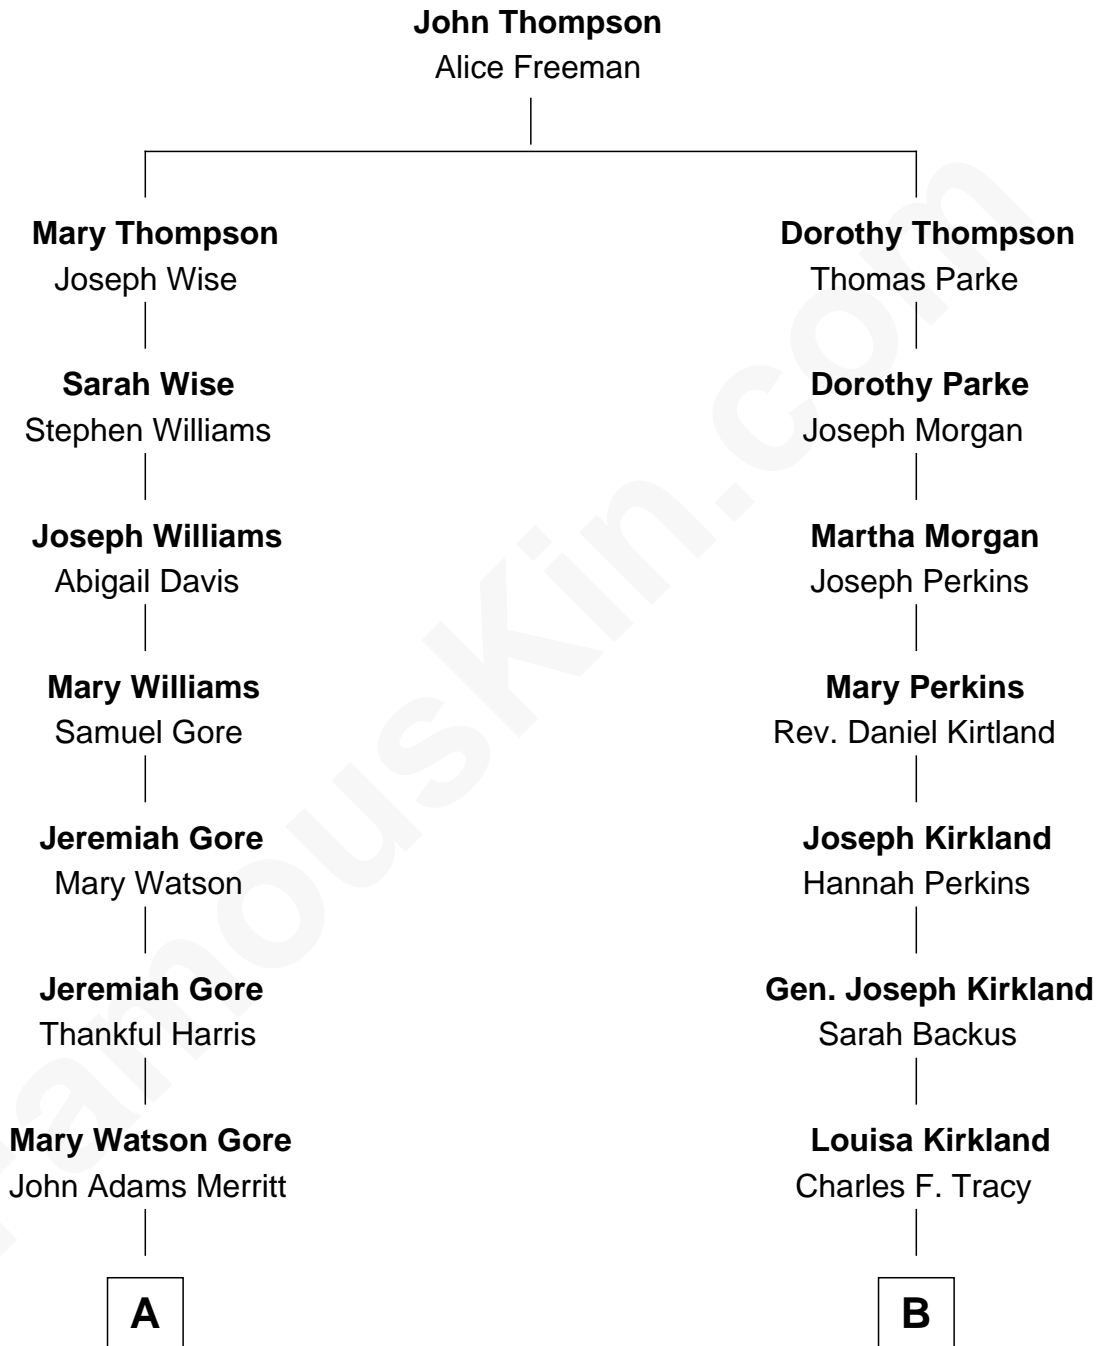 John Thompson
Alice Freeman
Mary Thompson
Joseph Wise
Dorothy Thompson
Thomas Parke
Sarah Wise
Stephen Williams
Dorothy Parke
Joseph Morgan
Joseph Williams
Abigail Davis
Martha Morgan
Joseph Perkins
Mary Williams
Samuel Gore
Mary Perkins
Rev. Daniel Kirtland
Jeremiah Gore
Mary Watson
Joseph Kirkland
Hannah Perkins
Jeremiah Gore
Thankful Harris
Gen. Joseph Kirkland
Sarah Backus
Mary Watson Gore
John Adams Merritt
Louisa Kirkland
Charles F. Tracy
A
B
FamousKin.com